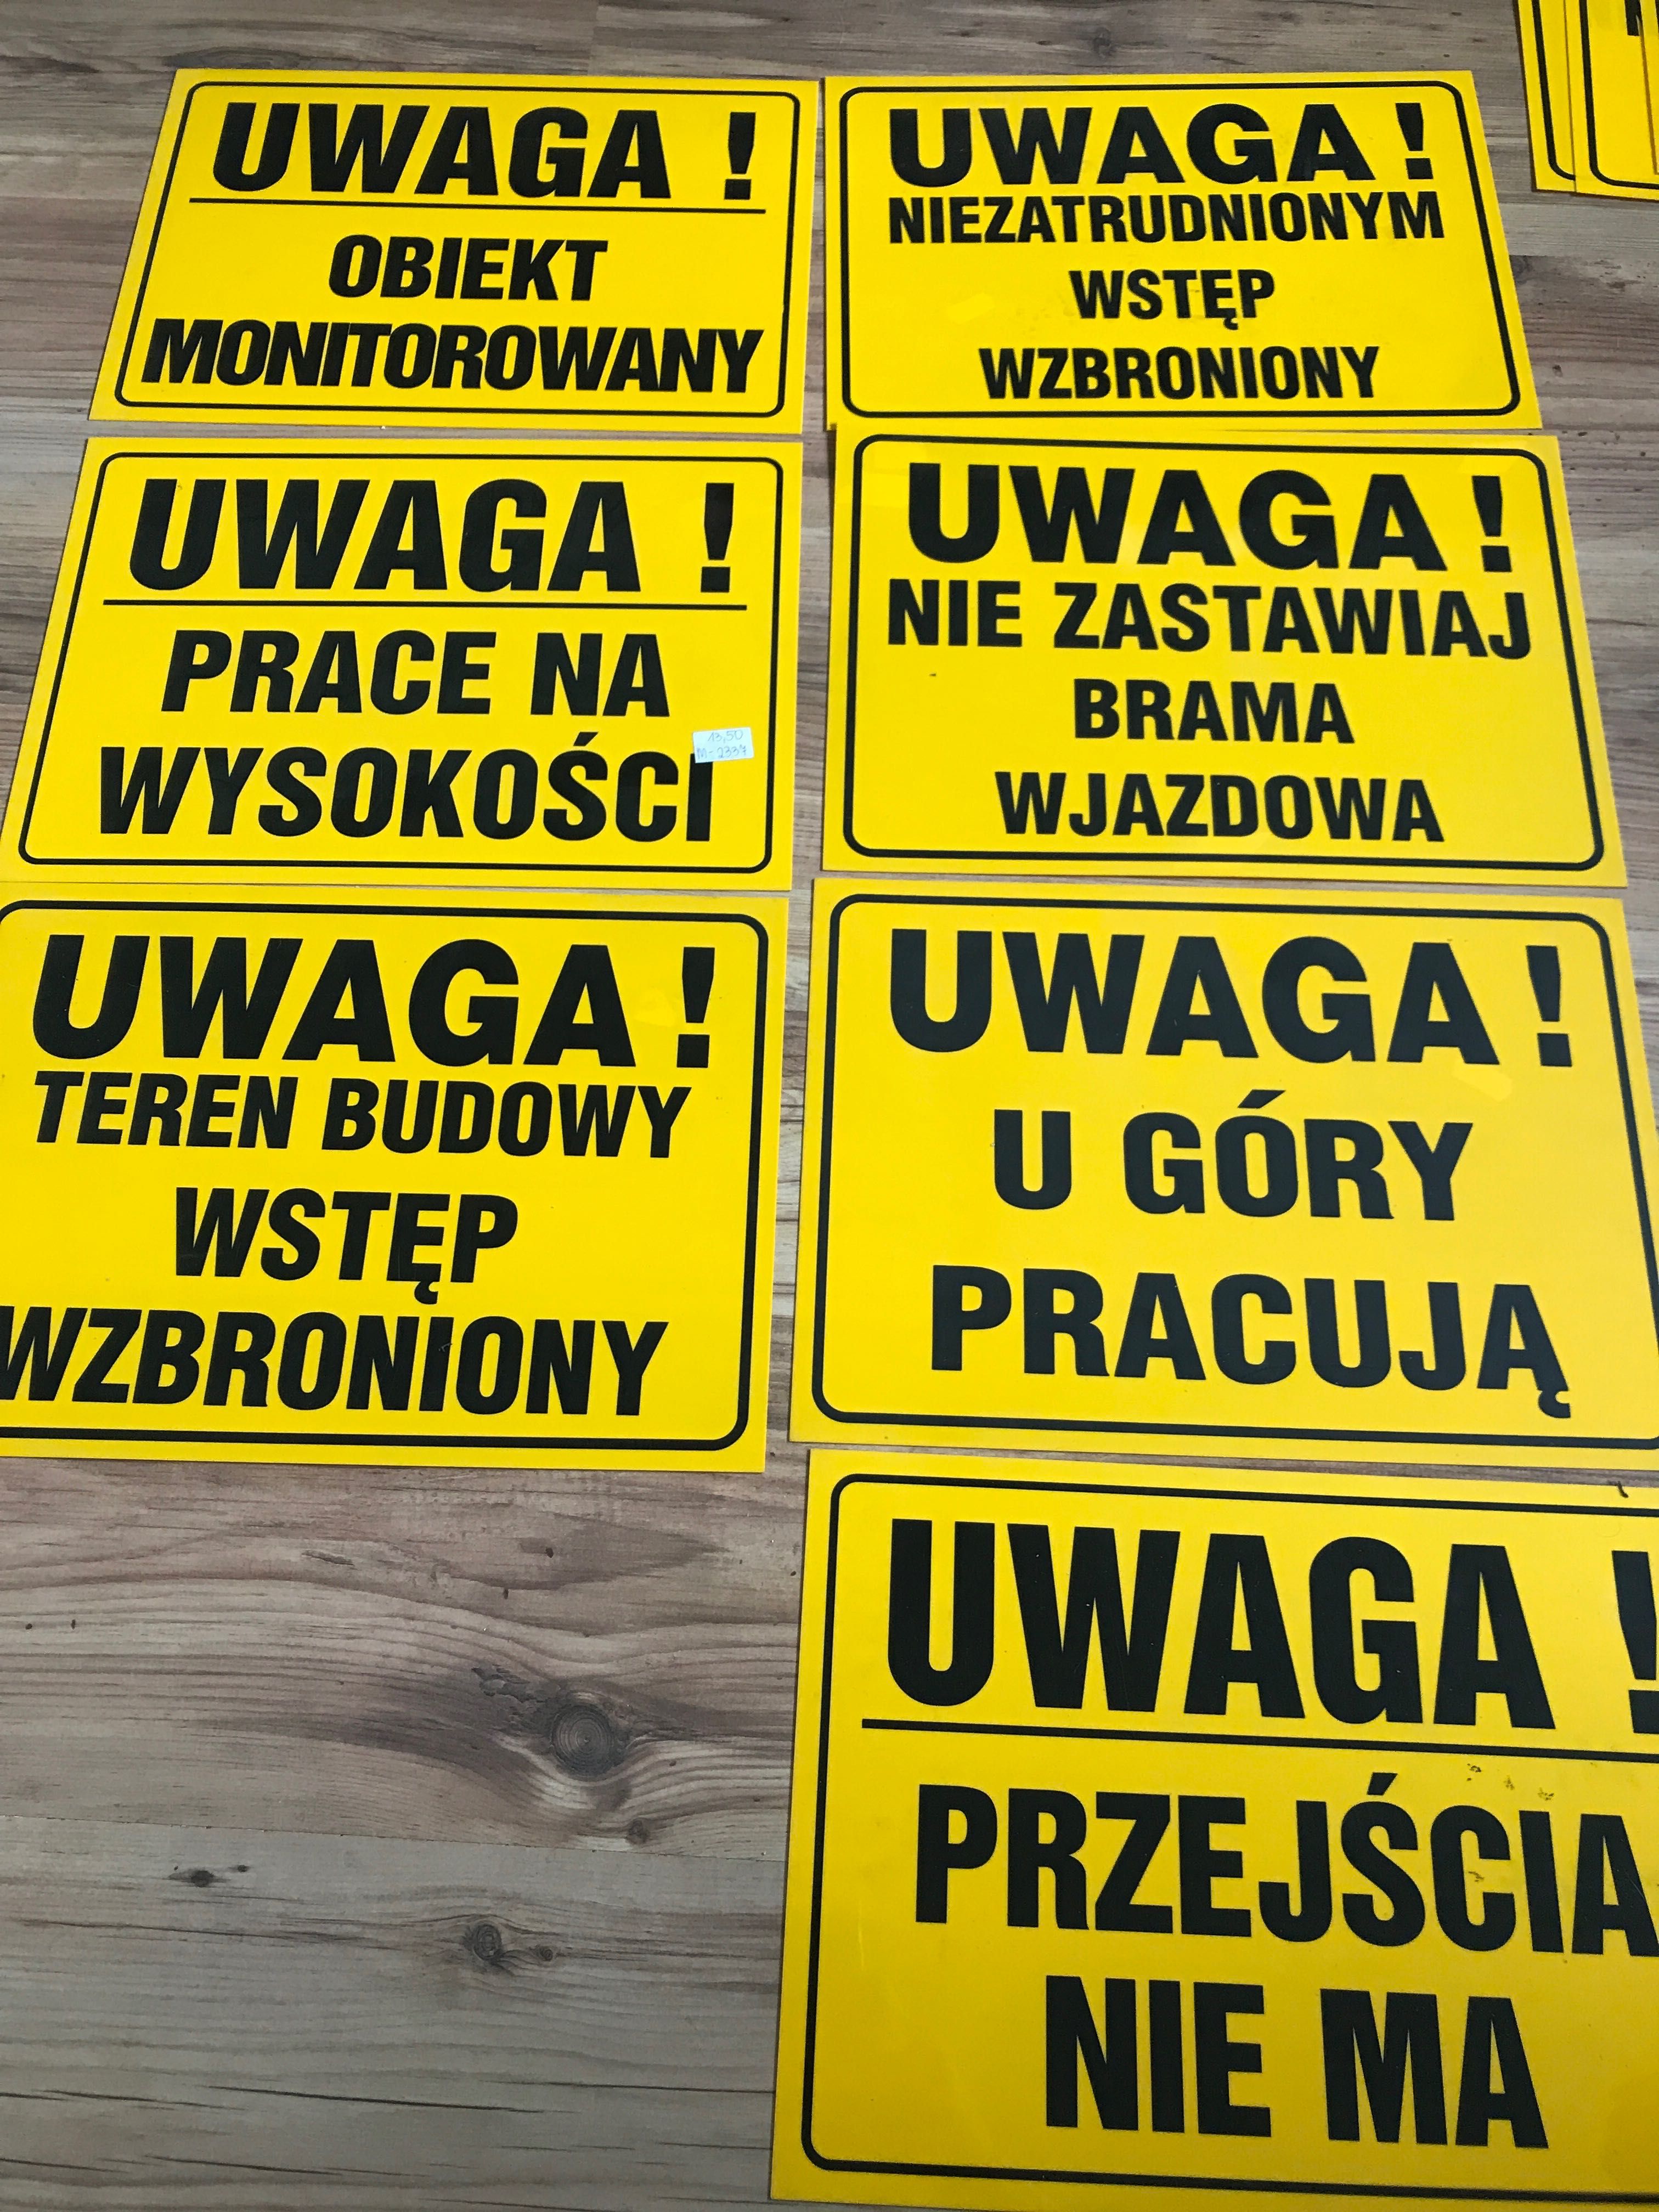 UWAGA !
OBIEKT
MONITOROWANY
UWAGA !
NIEZATRUDNIONYM
WSTĘP
WZBRONIONY
UWAGA !
PRACE NA
WYSOKOŚCI
13,50
M-2337
UWAGA !
NIE ZASTAWIAJ
BRAMA
WJAZDOWA
UWAGA !
TEREN BUDOWY
WSTĘP
WZBRONIONY
UWAGA !
U GÓRY
PRACUJĄ
UWAGA !
PRZEJŚCIA
NIE MA